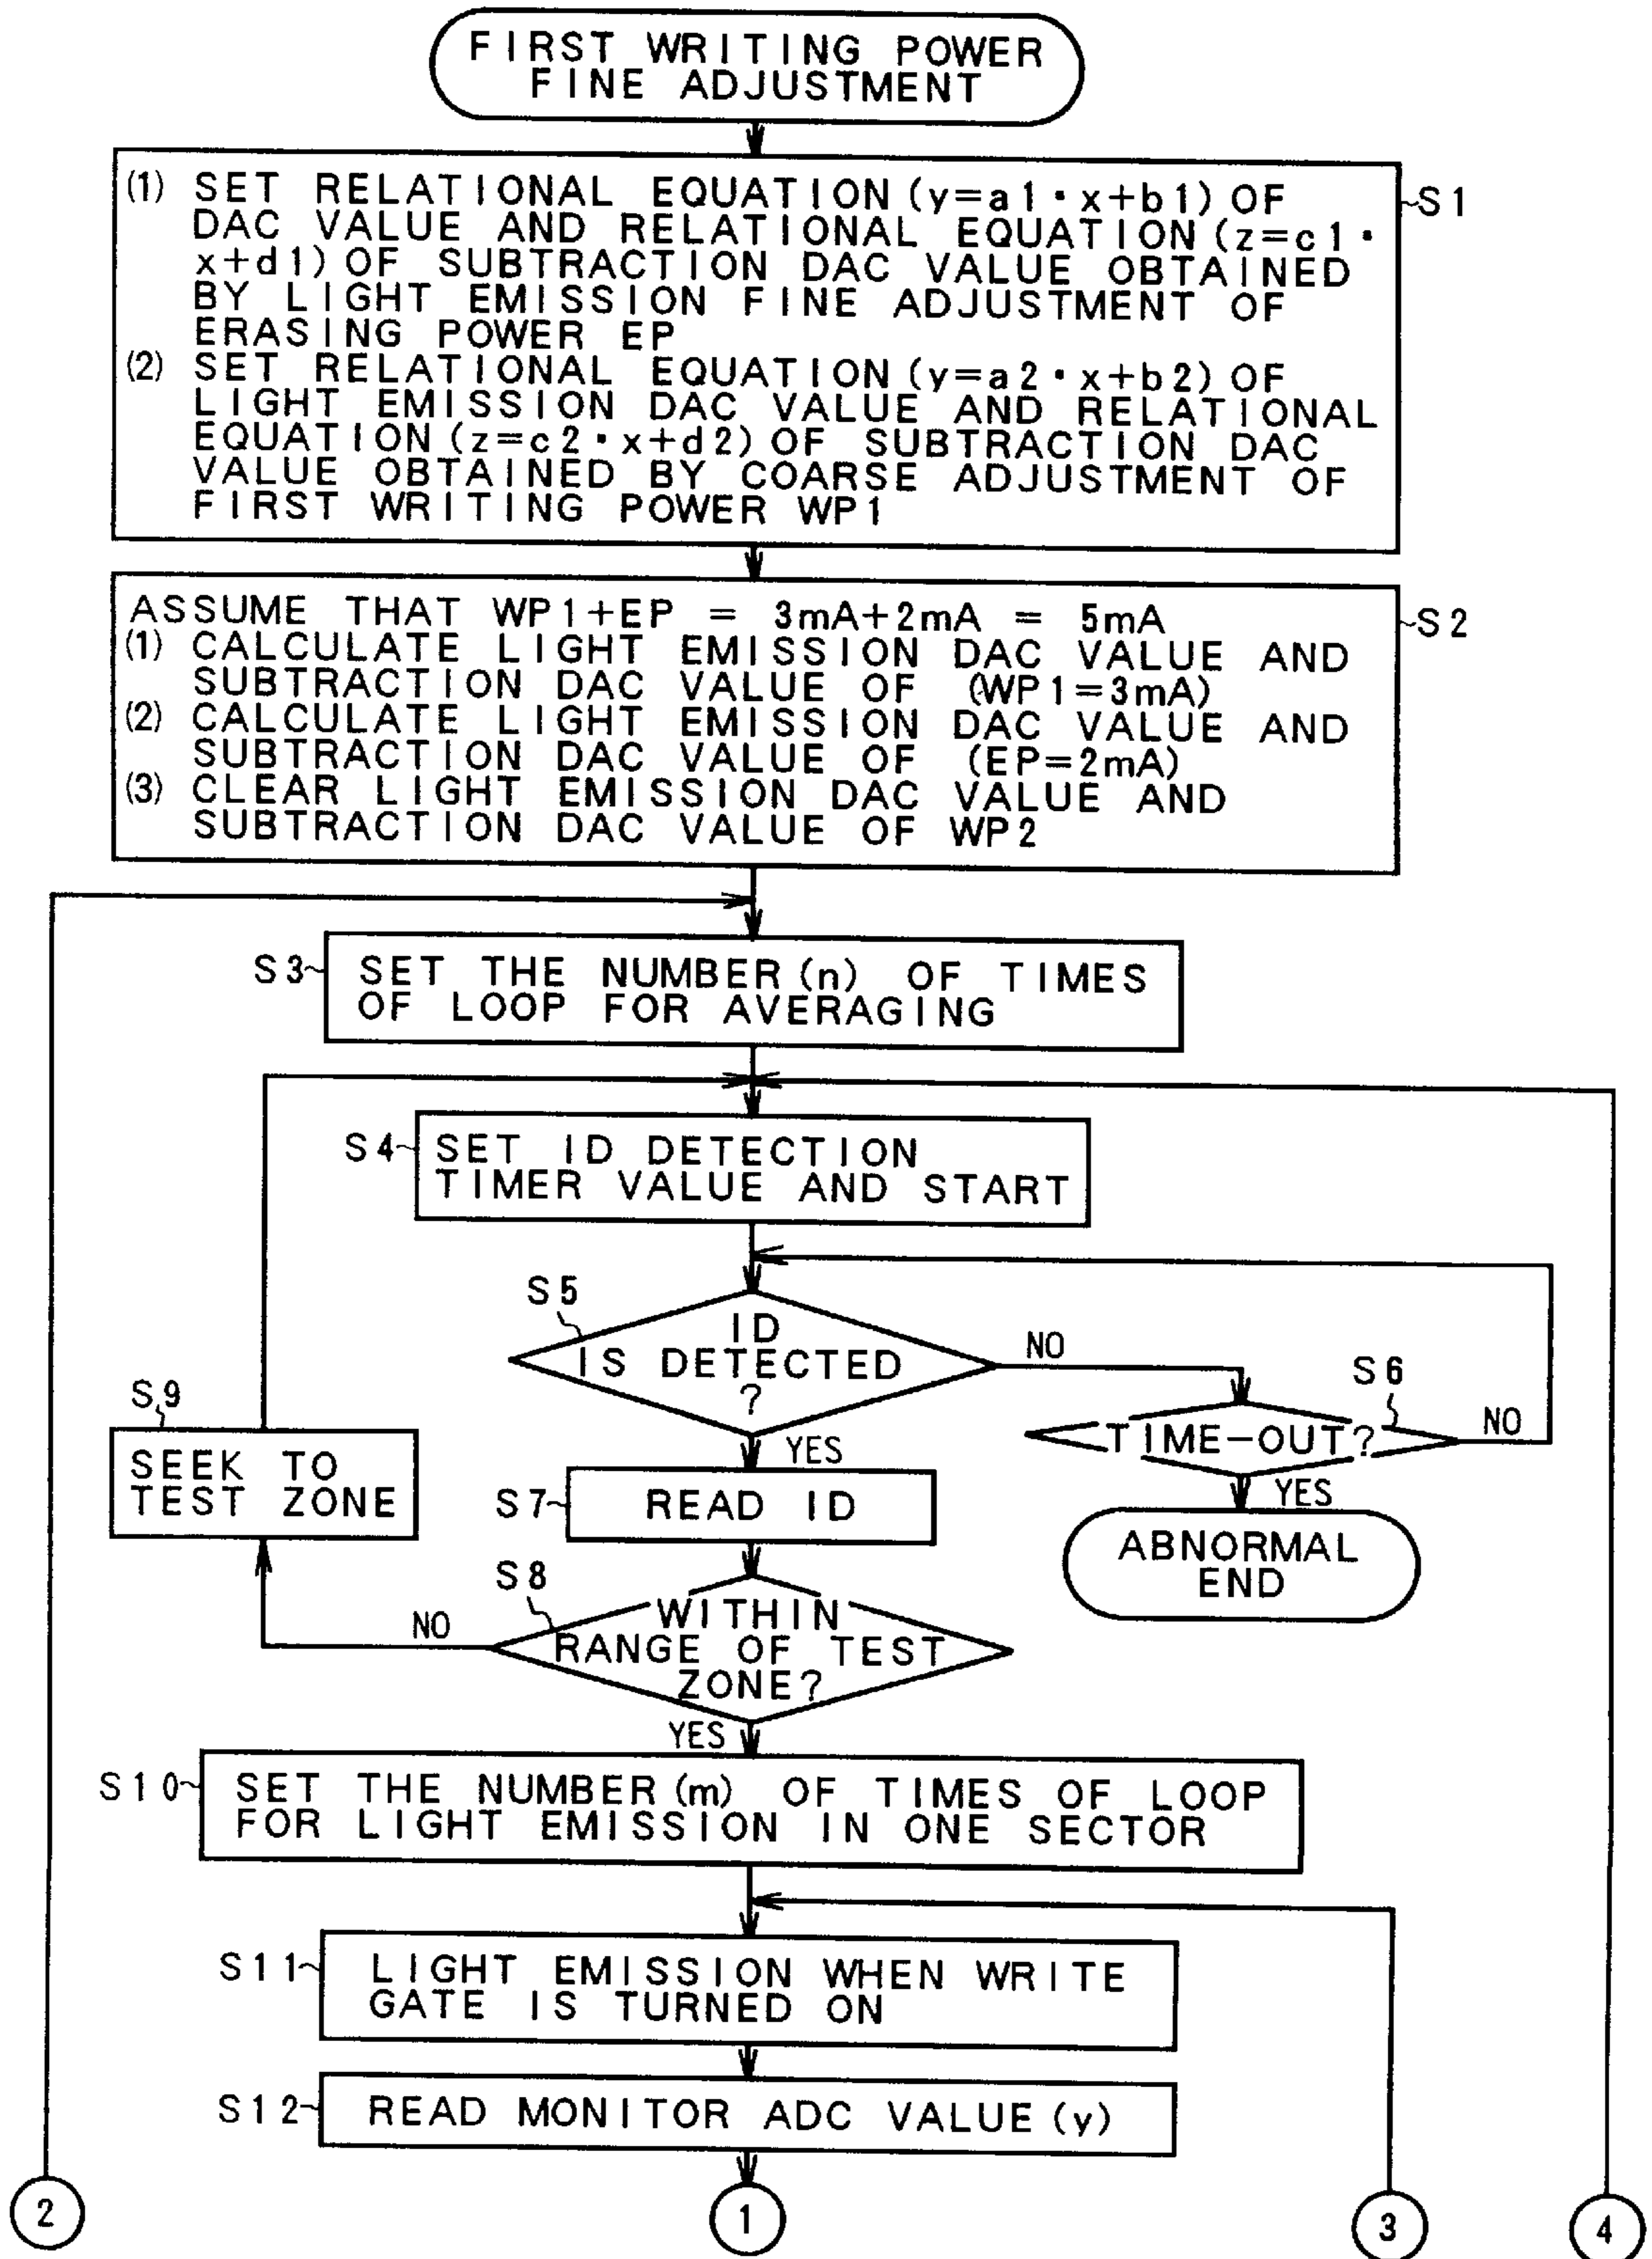 FIRST WRITING POWER
FINE ADJUSTMENT
(1) SET RELATIONAL EQUATION (y=a1・x+b1) OF
DAC VALUE AND RELATIONAL EQUATION (z=c1・
x+d1) OF SUBTRACTION DAC VALUE OBTAINED
BY LIGHT EMISSION FINE ADJUSTMENT OF
ERASING POWER EP
(2) SET RELATIONAL EQUATION (y=a2・x+b2) OF
LIGHT EMISSION DAC VALUE AND RELATIONAL
EQUATION (z=c2・x+d2) OF SUBTRACTION DAC
VALUE OBTAINED BY COARSE ADJUSTMENT OF
FIRST WRITING POWER WP1
S1
ASSUME THAT WP1+EP = 3mA+2mA = 5mA
(1) CALCULATE LIGHT EMISSION DAC VALUE AND
SUBTRACTION DAC VALUE OF (WP1=3mA)
(2) CALCULATE LIGHT EMISSION DAC VALUE AND
SUBTRACTION DAC VALUE OF (EP=2mA)
(3) CLEAR LIGHT EMISSION DAC VALUE AND
SUBTRACTION DAC VALUE OF WP2
S2
S3
SET THE NUMBER (n) OF TIMES
OF LOOP FOR AVERAGING
S4
SET ID DETECTION
TIMER VALUE AND START
S5
ID
IS DETECTED
?
NO
YES
S6
TIME-OUT?
NO
YES
ABNORMAL
END
S7
READ ID
S8
WITHIN
RANGE OF TEST
ZONE?
NO
YES
S9
SEEK TO
TEST ZONE
S10
SET THE NUMBER (m) OF TIMES OF LOOP
FOR LIGHT EMISSION IN ONE SECTOR
S11
LIGHT EMISSION WHEN WRITE
GATE IS TURNED ON
S12
READ MONITOR ADC VALUE (y)
2
1
3
4